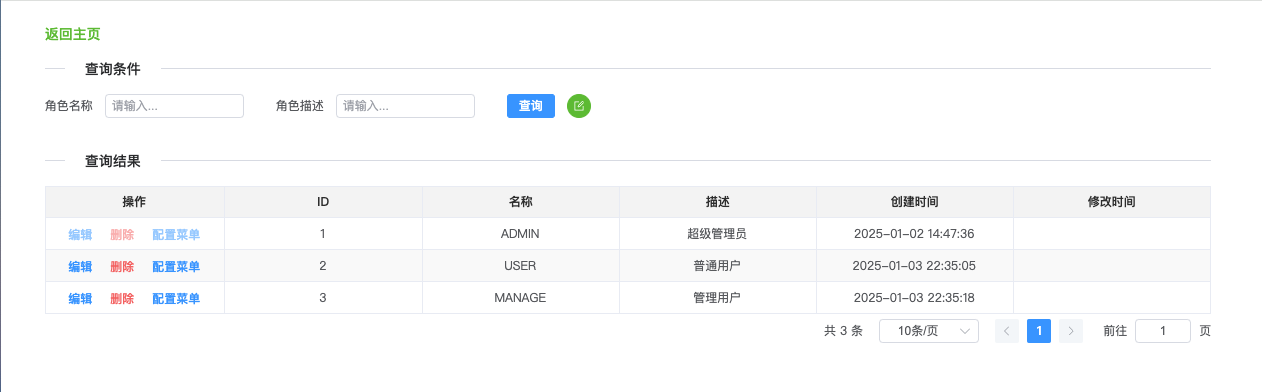 返回主页
查询条件
角色名称 请输入... 角色描述 请输入... 查询
查询结果
操作 ID 名称 描述 创建时间 修改时间
编辑 删除 配置菜单 1 ADMIN 超级管理员 2025-01-02 14:47:36
编辑 删除 配置菜单 2 USER 普通用户 2025-01-03 22:35:05
编辑 删除 配置菜单 3 MANAGE 管理用户 2025-01-03 22:35:18
共 3 条 10条/页 1 前往 1 页